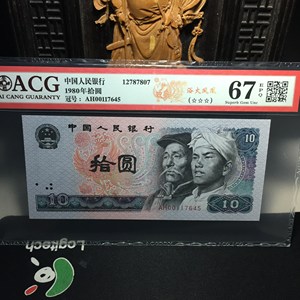 ACG
AI CANG GUARANTY
中国人民银行 12787807
1980年拾圆
冠号: AH00117645
(☆☆☆)
67 EPQ
Superb Gem Unc
中国人民银行
10
拾圆
AH00117645
10
Logitech